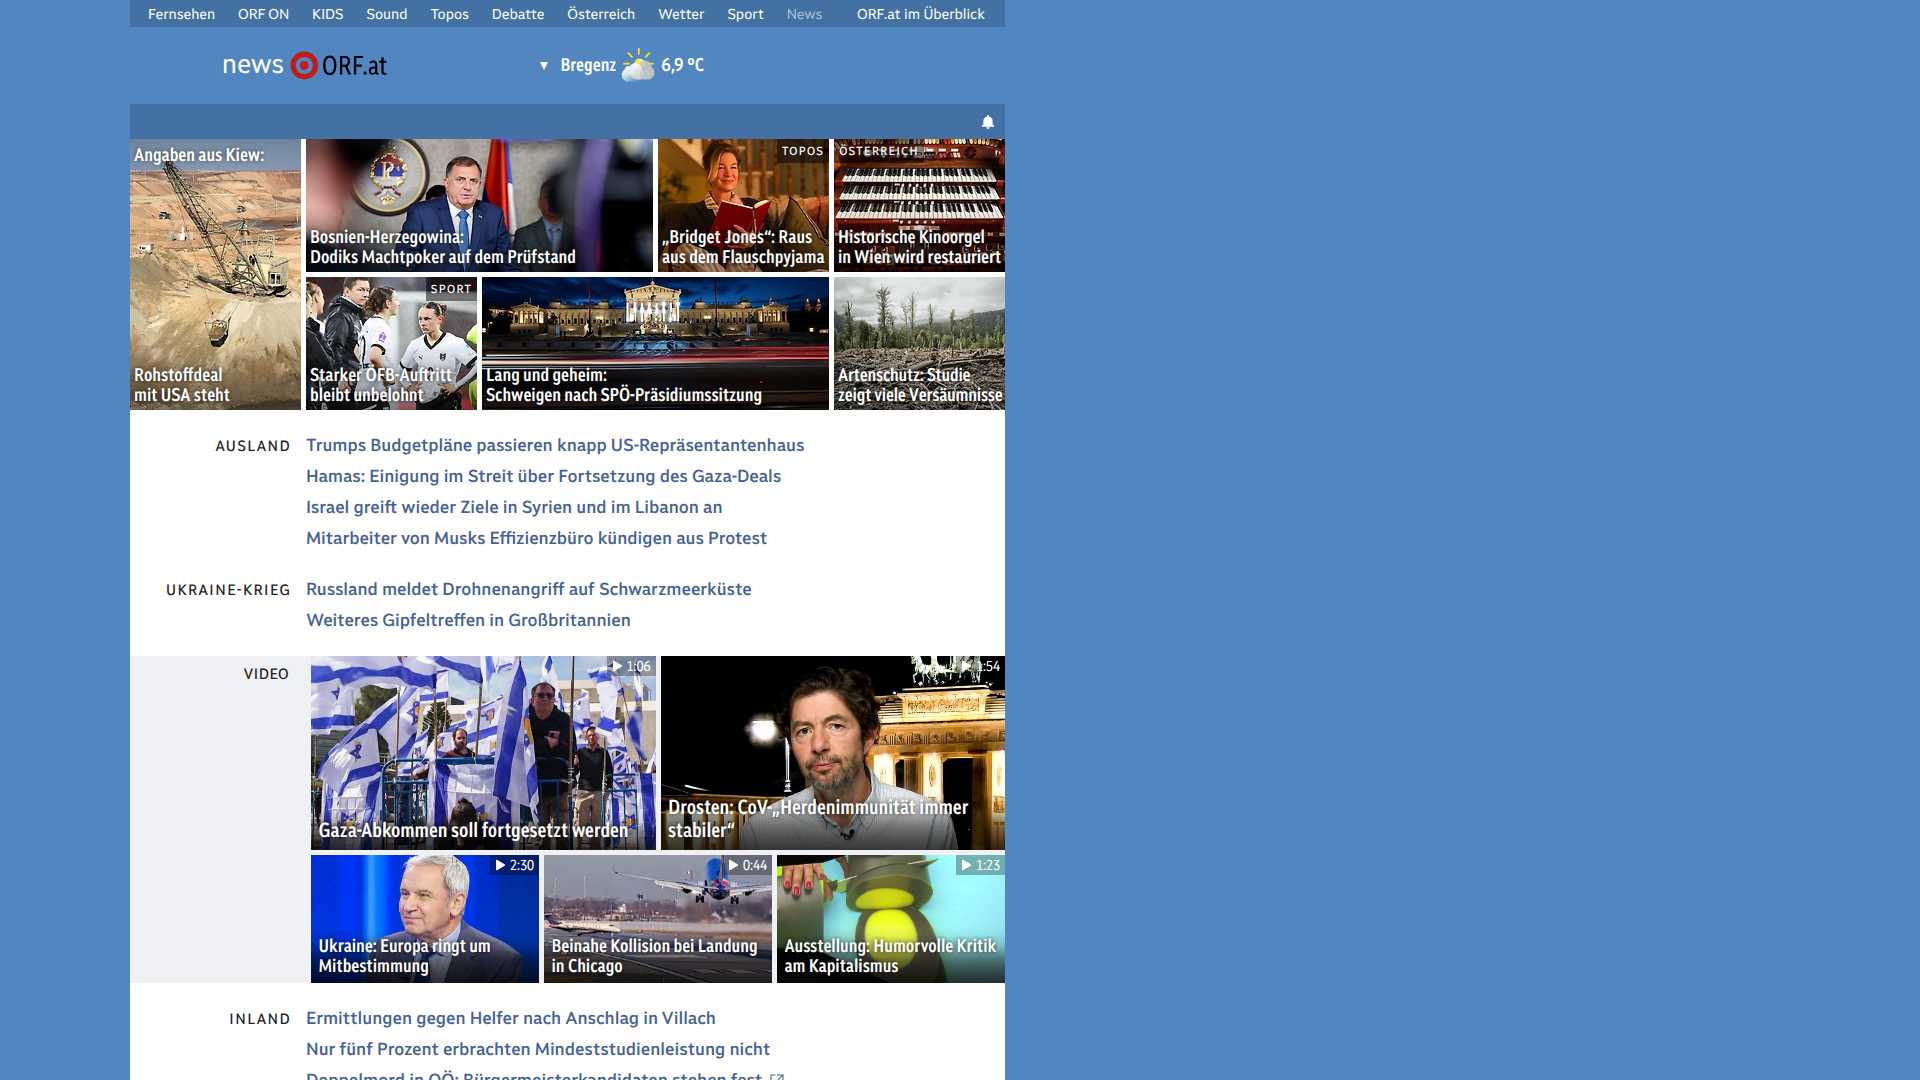 Fernsehen ORF ON KIDS Sound Topos Debatte Österreich Wetter Sport News ORF.at im Überblick
news ORF.at
Bregenz 6,9 ºC
Angaben aus Kiew:
Rohstoffdeal
mit USA steht
Bosnien-Herzegowina:
Dodiks Machtpoker auf dem Prüfstand
TOPOS
„Bridget Jones“: Raus
aus dem Flauschpyjama
ÖSTERREICH
Historische Kinoorgel
in Wien wird restauriert
SPORT
Starker ÖFB-Auftritt
bleibt unbelohnt
Lang und geheim:
Schweigen nach SPÖ-Präsidiumssitzung
Artenschutz: Studie
zeigt viele Versäumnisse
AUSLAND
Trumps Budgetpläne passieren knapp US-Repräsentantenhaus
Hamas: Einigung im Streit über Fortsetzung des Gaza-Deals
Israel greift wieder Ziele in Syrien und im Libanon an
Mitarbeiter von Musks Effizienzbüro kündigen aus Protest
UKRAINE-KRIEG
Russland meldet Drohnenangriff auf Schwarzmeerküste
Weiteres Gipfeltreffen in Großbritannien
VIDEO
1:06
Gaza-Abkommen soll fortgesetzt werden
1:54
Drosten: CoV-„Herdenimmunität immer
stabiler“
2:30
Ukraine: Europa ringt um
Mitbestimmung
0:44
Beinahe Kollision bei Landung
in Chicago
1:23
Ausstellung: Humorvolle Kritik
am Kapitalismus
INLAND
Ermittlungen gegen Helfer nach Anschlag in Villach
Nur fünf Prozent erbrachten Mindeststudienleistung nicht
Doppelmord in OÖ: Bürgermeisterkandidaten stehen fest